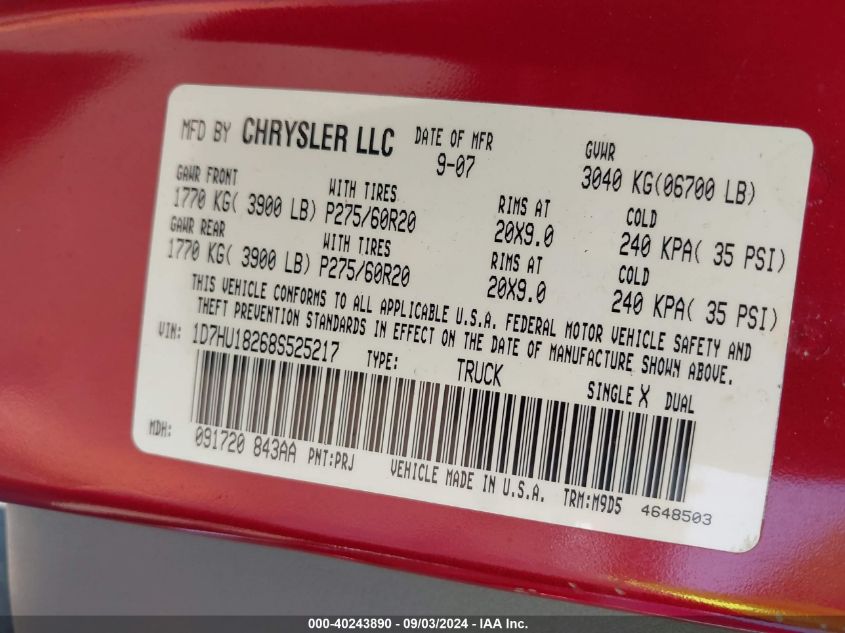 MFD BY CHRYSLER LLC DATE OF MFR 9-07 GVWR 3040 KG(06700 LB)
GAWR FRONT WITH TIRES RIMS AT COLD
1770 KG( 3900 LB) P275/60R20 20X9.0 240 KPA( 35 PSI)
GAWR REAR WITH TIRES RIMS AT COLD
1770 KG( 3900 LB) P275/60R20 20X9.0 240 KPA( 35 PSI)
THIS VEHICLE CONFORMS TO ALL APPLICABLE U.S.A. FEDERAL MOTOR VEHICLE SAFETY AND
THEFT PREVENTION STANDARDS IN EFFECT ON THE DATE OF MANUFACTURE SHOWN ABOVE.
VIN: 1D7HU18268S525217 TYPE: TRUCK SINGLE X DUAL
MDH: 091720 843AA PNT:PRJ VEHICLE MADE IN U.S.A. TRM:M9D5 4648503
000-40243890 - 09/03/2024 - IAA Inc.